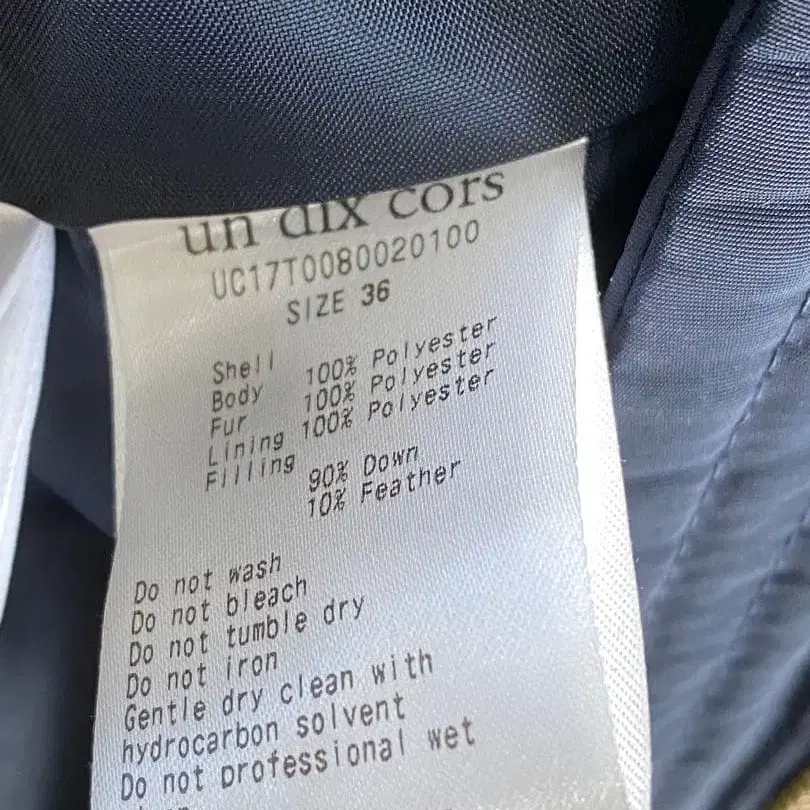 un dix cors
UC17T0080020100
SIZE 36
Shell
Body 100% Polyester
Fur 100% Polyester
Lining 100% Polyester
Filling 90% Down
10% Feather
Do not wash
Do not bleach
Do not tumble dry
Do not iron
Gentle dry clean with
hydrocarbon solvent
Do not professional wet